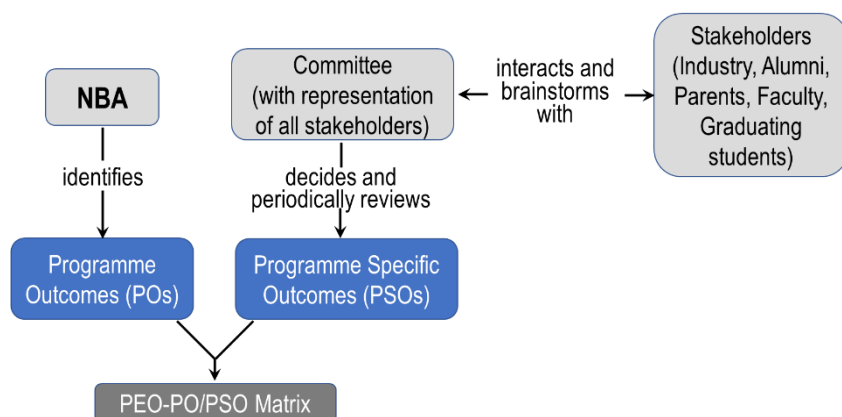 NBA
identifies
Programme
Outcomes (POs)
Committee
(with representation
of all stakeholders)
decides and
periodically reviews
Programme Specific
Outcomes (PSOs)
interacts and
brainstorms
with
Stakeholders
(Industry, Alumni,
Parents, Faculty,
Graduating
students)
PEO-PO/PSO Matrix